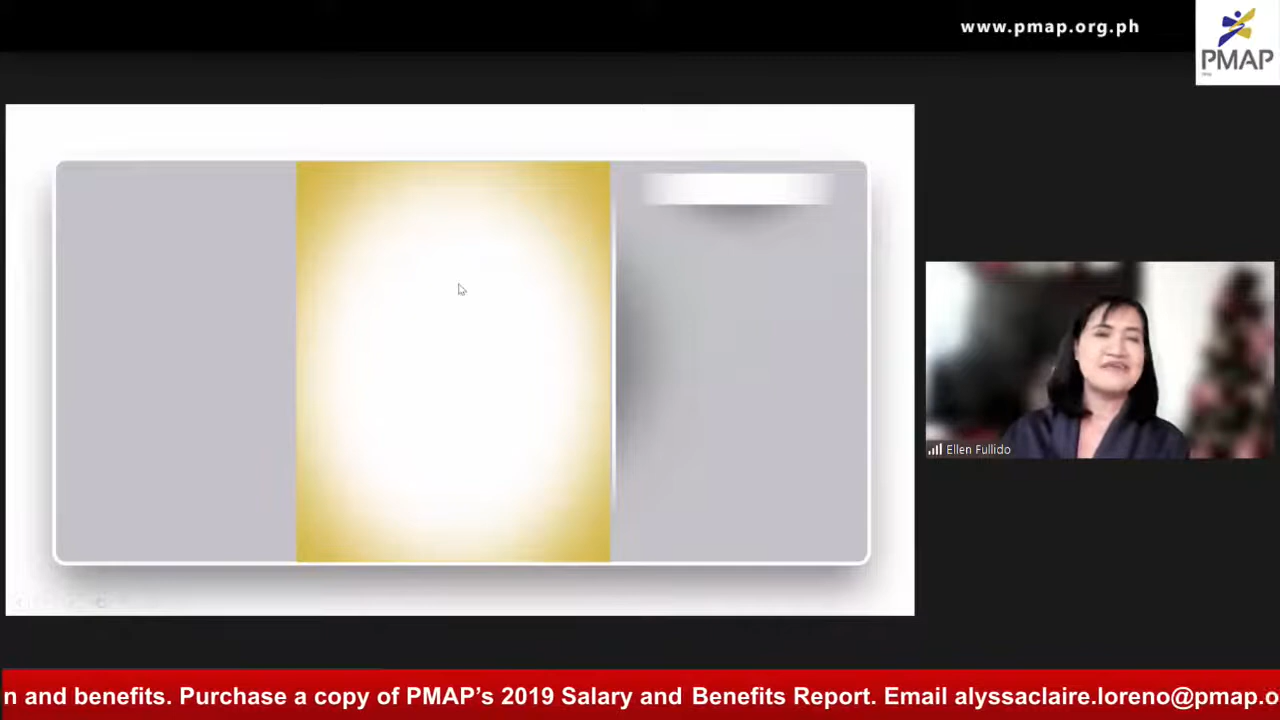 www.pmap.org.ph
PMAP
Ellen Fullido
n and benefits. Purchase a copy of PMAP's 2019 Salary and Benefits Report. Email alyssaclaire.loreno@pmap.o